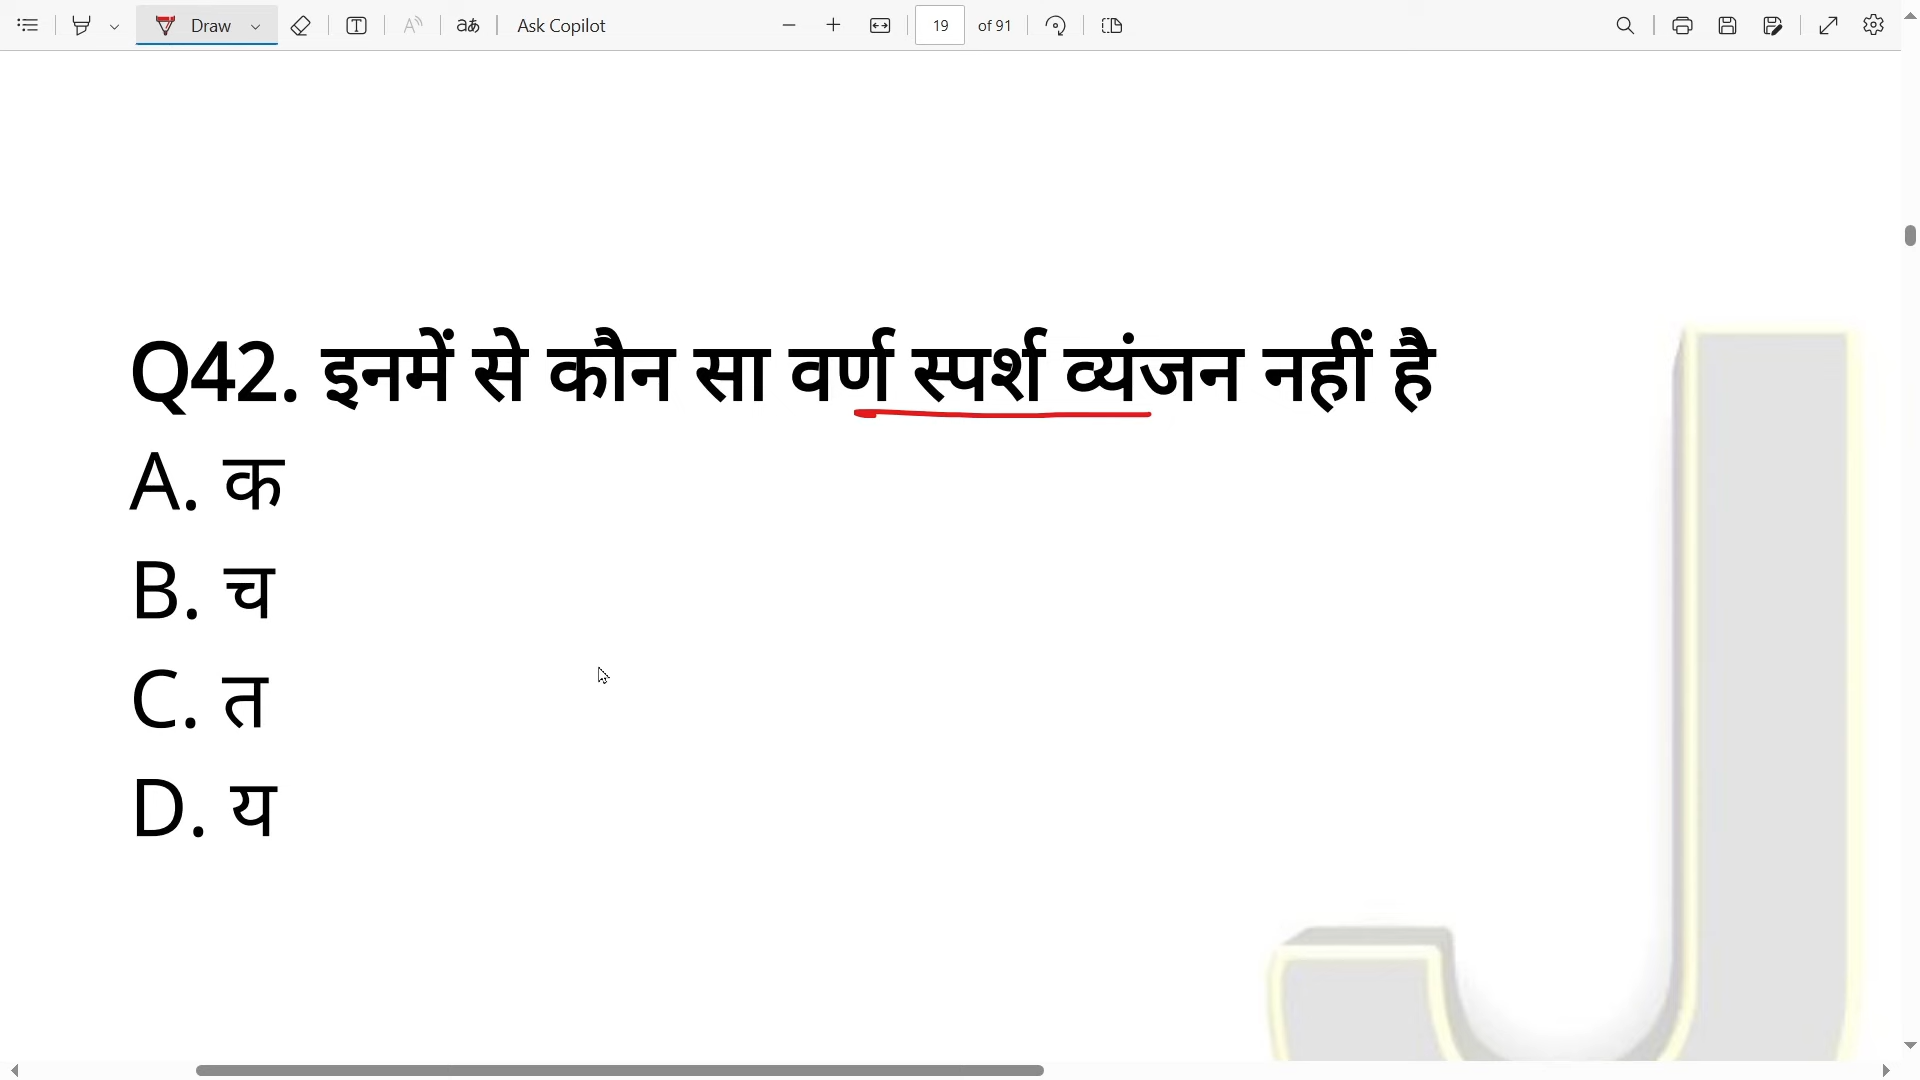 Draw
Ask Copilot
19 of 91
Q42. इनमें से कौन सा वर्ण स्पर्श व्यंजन नहीं है
A. क
B. च
C. त
D. य